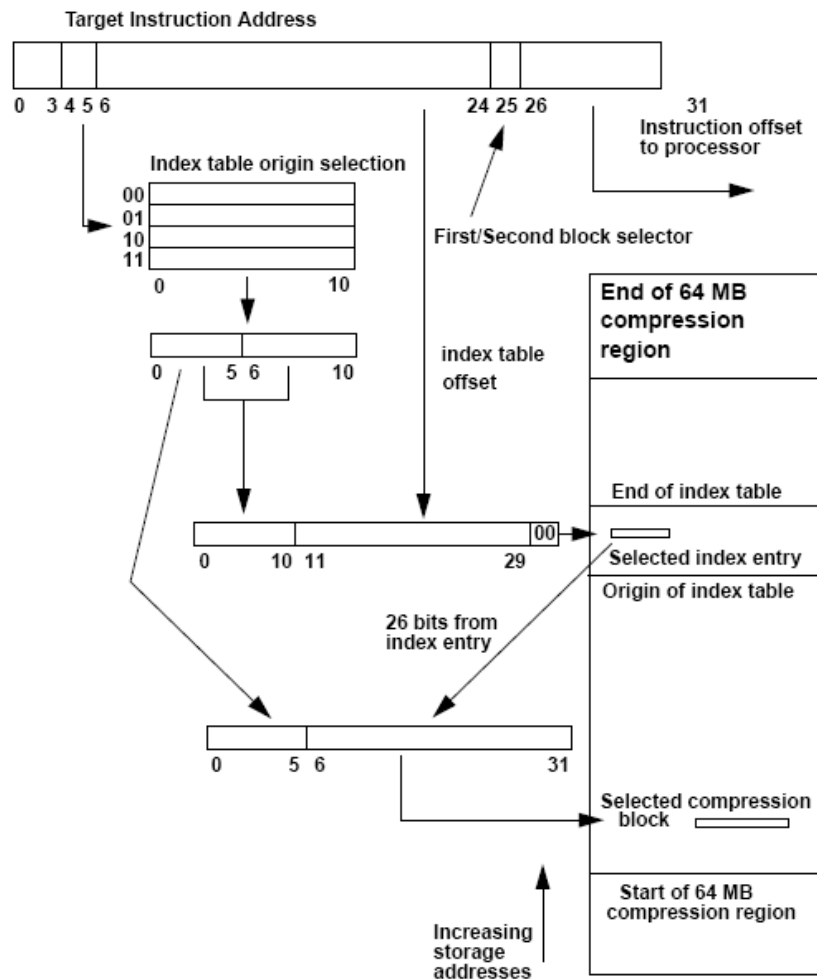 Target Instruction Address
0 3 4 5 6 24 25 26 31
Instruction offset
to processor
Index table origin selection
00
01
10
11
0 10
First/Second block selector
End of 64 MB
compression
region
0 5 6 10
index table
offset
End of index table
00
Selected index entry
0 10 11 29
Origin of index table
26 bits from
index entry
0 5 6 31
Selected compression
block
Start of 64 MB
compression region
Increasing
storage
addresses